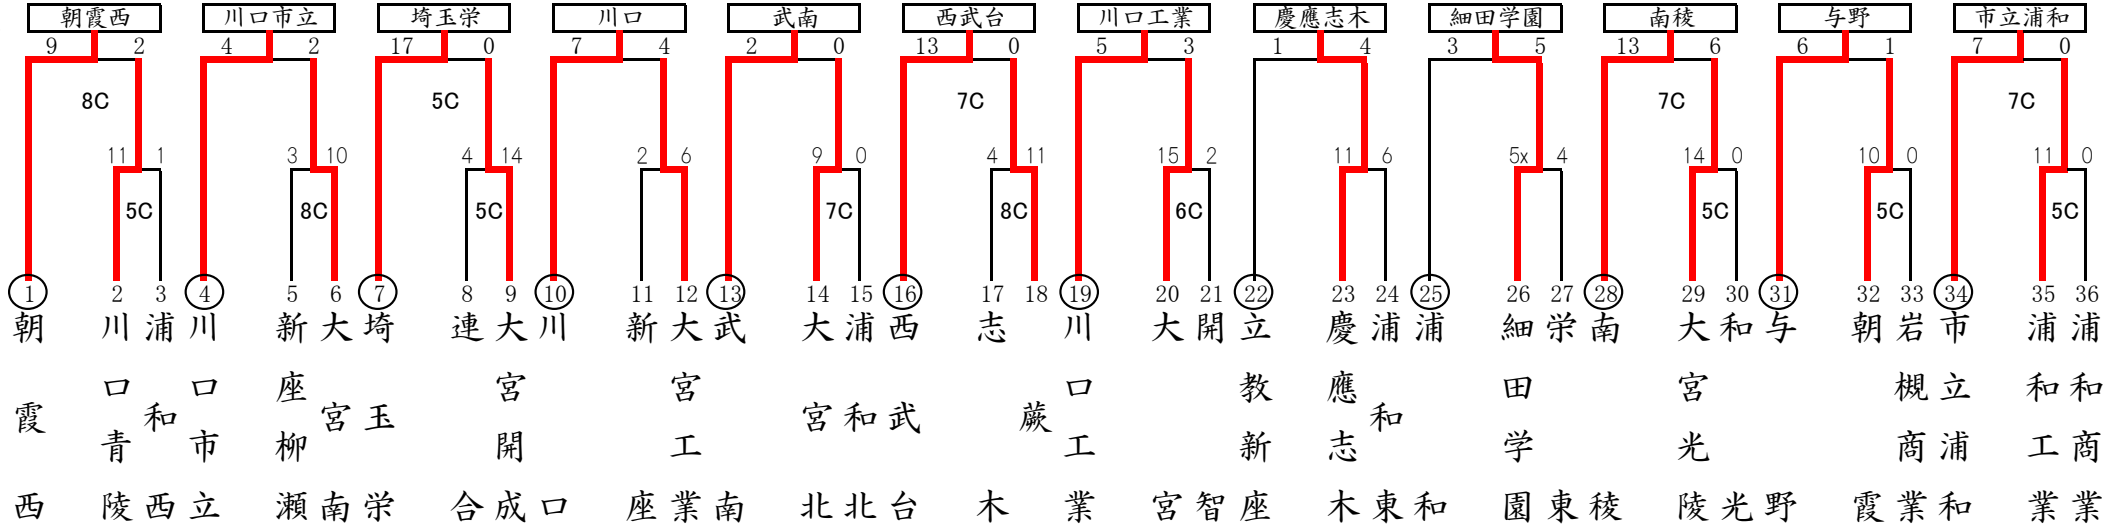 朝霞西 川口市立 埼玉栄 川口 武南 西武台 川口工業 慶應志木 細田学園 南稜 与野 市立浦和
9 2 4 2 17 0 7 4 2 0 13 0 5 3 1 4 3 5 13 6 6 1 7 0
8C 5C 7C 7C 7C
11 1 3 10 4 14 2 6 9 0 4 11 15 2 11 6 5x 4 14 0 10 0 11 0
5C 8C 5C 7C 8C 6C 5C 5C 5C
1 2 3 4 5 6 7 8 9 10 11 12 13 14 15 16 17 18 19 20 21 22 23 24 25 26 27 28 29 30 31 32 33 34 35 36
朝霞西
川口青陵
浦和西
川口市立
新座柳瀬
大宮南
埼玉栄
連合
大宮開成
川口
新座
大宮工業
武南
大宮北
浦和北
西武台
志木
蕨
川口工業
大宮
開智
立教新座
慶應志木
浦和東
浦和
細田学園
栄東
南稜
大宮光陵
和光
与野
朝霞
岩槻商業
市立浦和
浦和工業
浦和商業